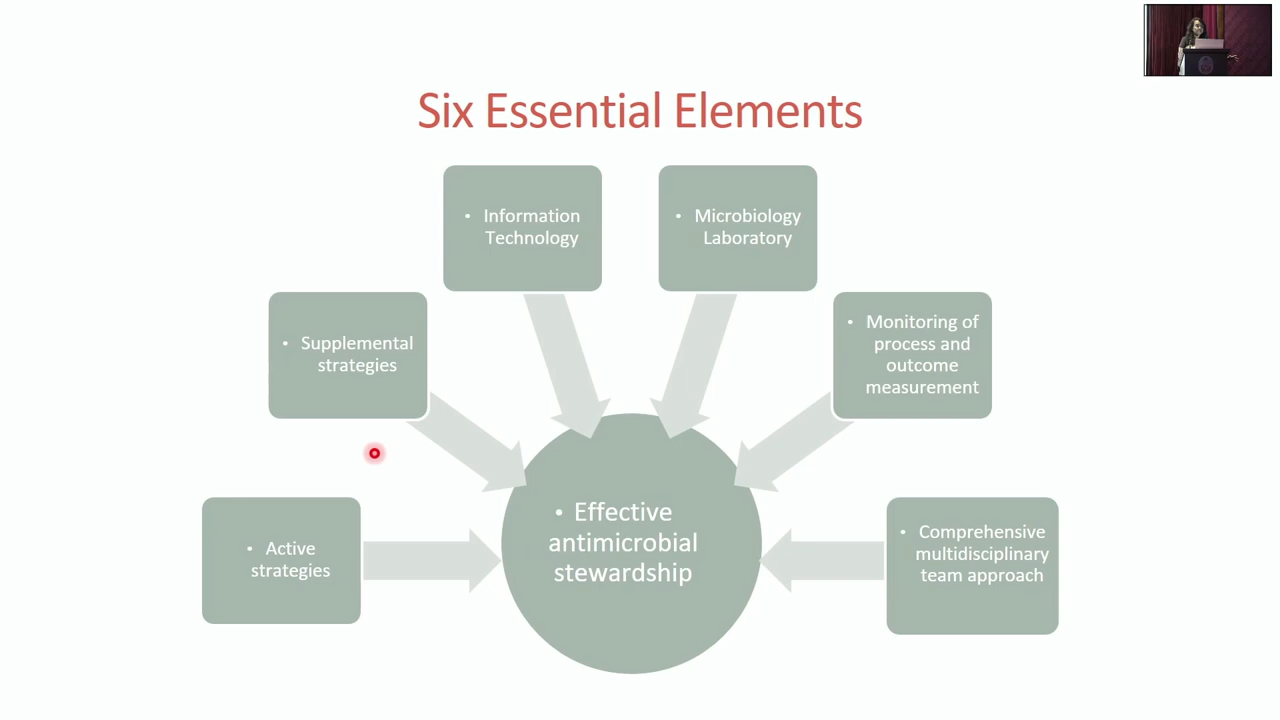 Six Essential Elements
• Information
Technology
• Microbiology
Laboratory
• Supplemental
strategies
• Monitoring of
process and
outcome
measurement
• Active
strategies
• Effective
antimicrobial
stewardship
• Comprehensive
multidisciplinary
team approach